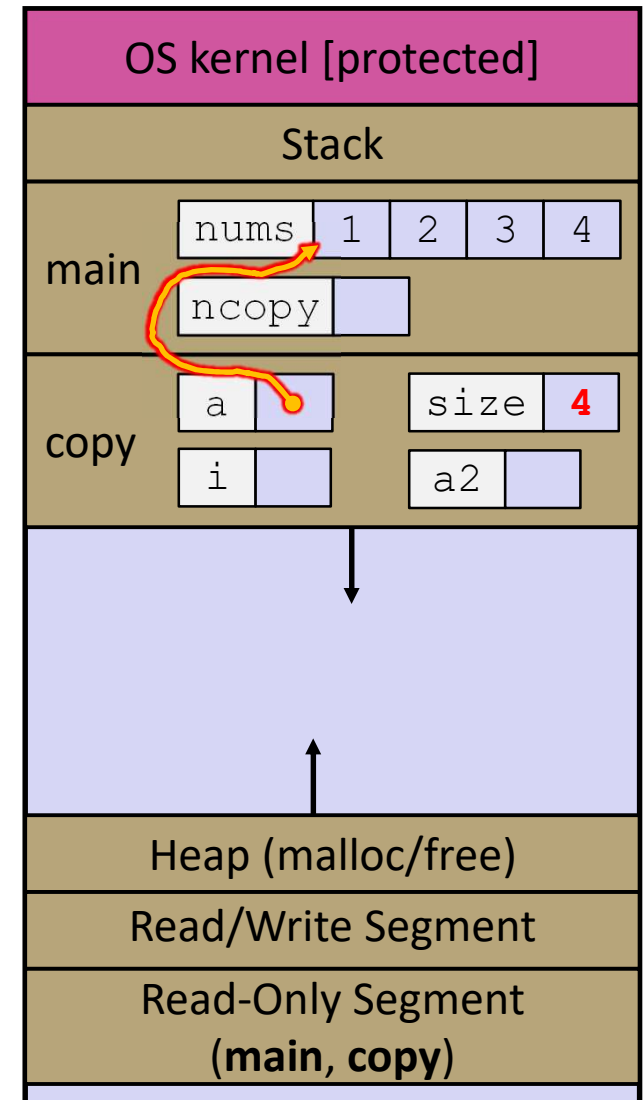 OS kernel [protected]
Stack
main
nums 1 2 3 4
ncopy
copy
a size 4
i a2
Heap (malloc/free)
Read/Write Segment
Read-Only Segment
(main, copy)